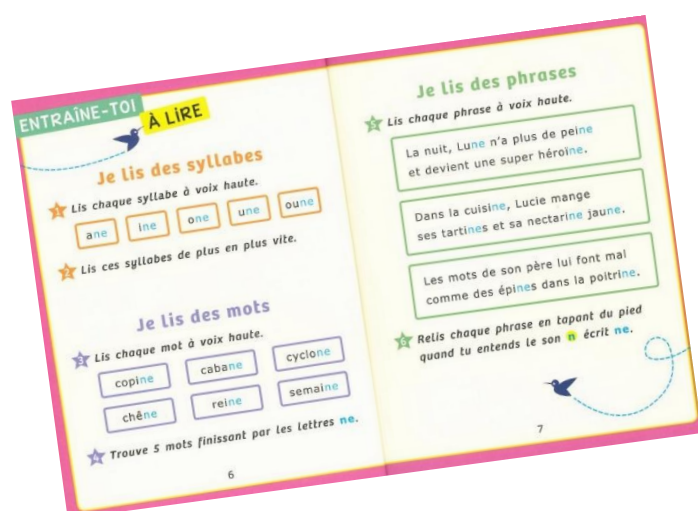 ENTRAÎNE-TOI
À LIRE
Je lis des syllabes
1 Lis chaque syllabe à voix haute.
ane ine one une oune
2 Lis ces syllabes de plus en plus vite.
Je lis des mots
3 Lis chaque mot à voix haute.
copine cabane cyclone
chêne reine semaine
4 Trouve 5 mots finissant par les lettres ne.
6
Je lis des phrases
5 Lis chaque phrase à voix haute.
La nuit, Lune n'a plus de peine
et devient une super héroïne.
Dans la cuisine, Lucie mange
ses tartines et sa nectarine jaune.
Les mots de son père lui font mal
comme des épines dans la poitrine.
6 Relis chaque phrase en tapant du pied
quand tu entends le son n écrit ne.
7